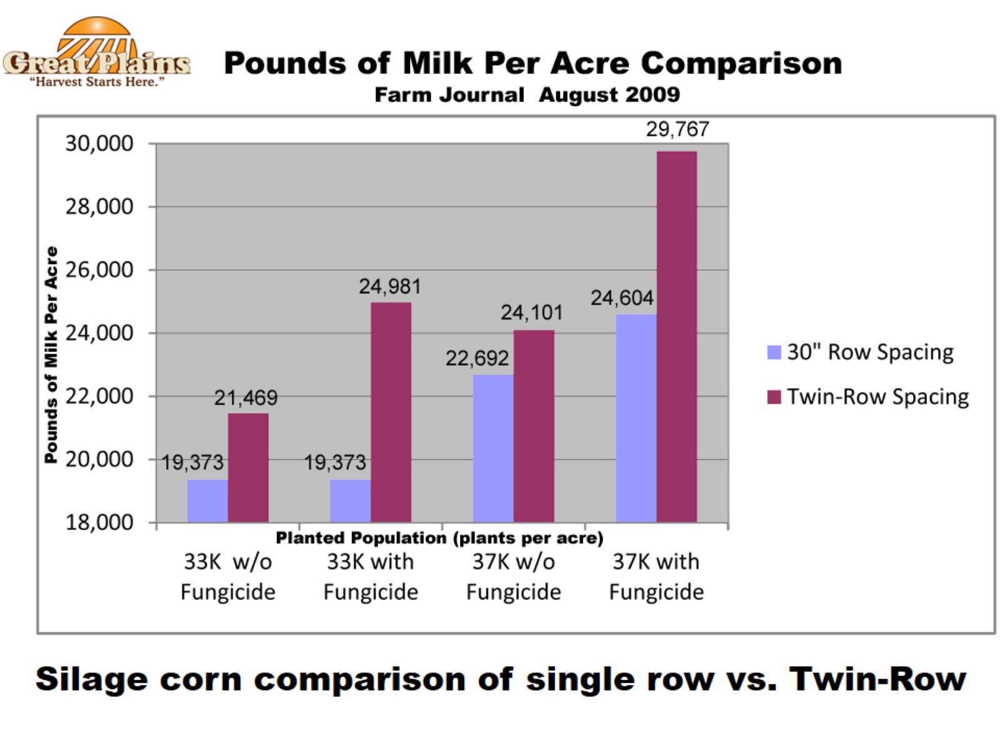 Great Plains
"Harvest Starts Here."
Pounds of Milk Per Acre Comparison
Farm Journal August 2009
Pounds of Milk Per Acre
30,000
28,000
26,000
24,000
22,000
20,000
18,000
19,373
21,469
19,373
24,981
22,692
24,101
24,604
29,767
Planted Population (plants per acre)
33K w/o
Fungicide
33K with
Fungicide
37K w/o
Fungicide
37K with
Fungicide
30" Row Spacing
Twin-Row Spacing
Silage corn comparison of single row vs. Twin-Row